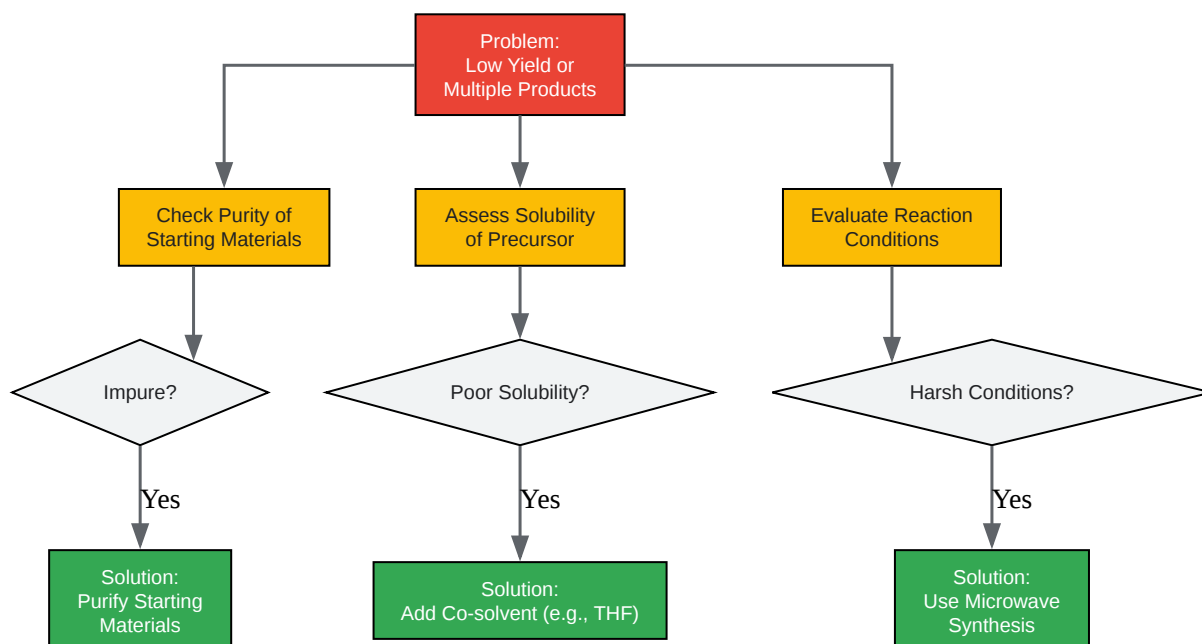 Problem:
Low Yield or
Multiple Products
Check Purity of
Starting Materials
Assess Solubility
of Precursor
Evaluate Reaction
Conditions
Impure?
Poor Solubility?
Harsh Conditions?
Yes
Yes
Yes
Solution:
Purify Starting
Materials
Solution:
Add Co-solvent (e.g., THF)
Solution:
Use Microwave
Synthesis